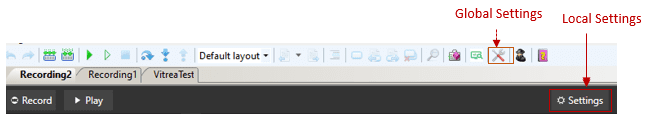 Global Settings
Local Settings
Default layout
Recording2 Recording1 VitreaTest
Record Play Settings